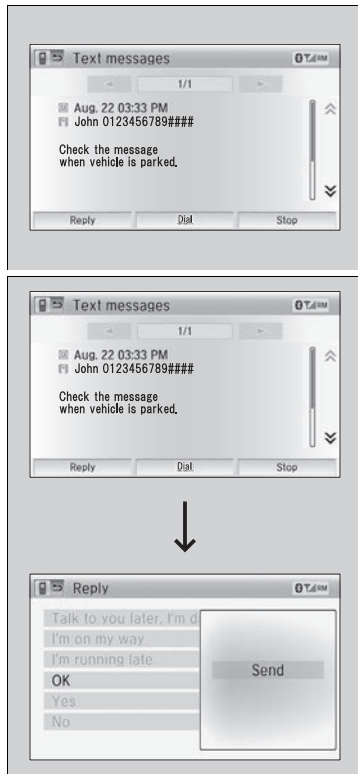 Text messages
1/1
Aug. 22 03:33 PM
John 0123456789####
Check the message
when vehicle is parked.
Reply Dial Stop
Text messages
1/1
Aug. 22 03:33 PM
John 0123456789####
Check the message
when vehicle is parked.
Reply Dial Stop
Reply
Talk to you later, I'm d
I'm on my way
I'm running late
OK
Yes
No
Send